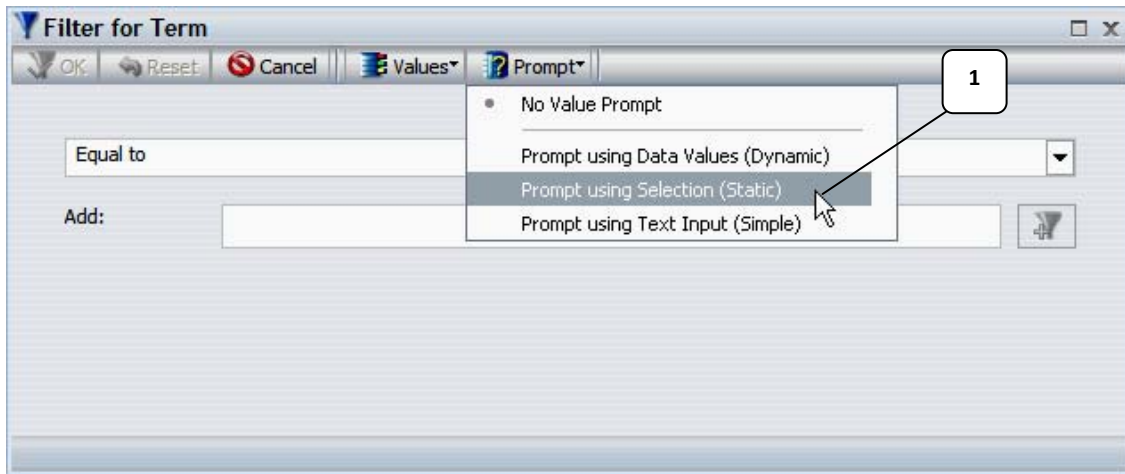 Filter for Term
OK Reset Cancel Values Prompt
1
No Value Prompt
Equal to
Prompt using Data Values (Dynamic)
Prompt using Selection (Static)
Add:
Prompt using Text Input (Simple)